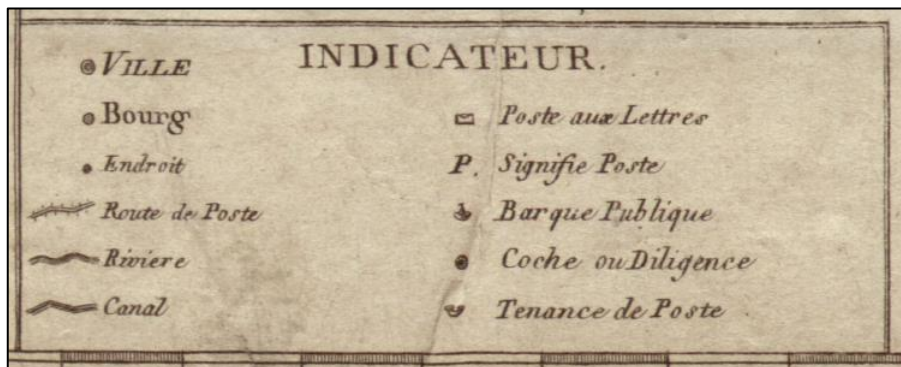 INDICATEUR.
VILLE
Bourg
Endroit
Route de Poste
Riviere
Canal
Poste aux Lettres
P. Signifie Poste
Barque Publique
Coche ou Diligence
Tenance de Poste